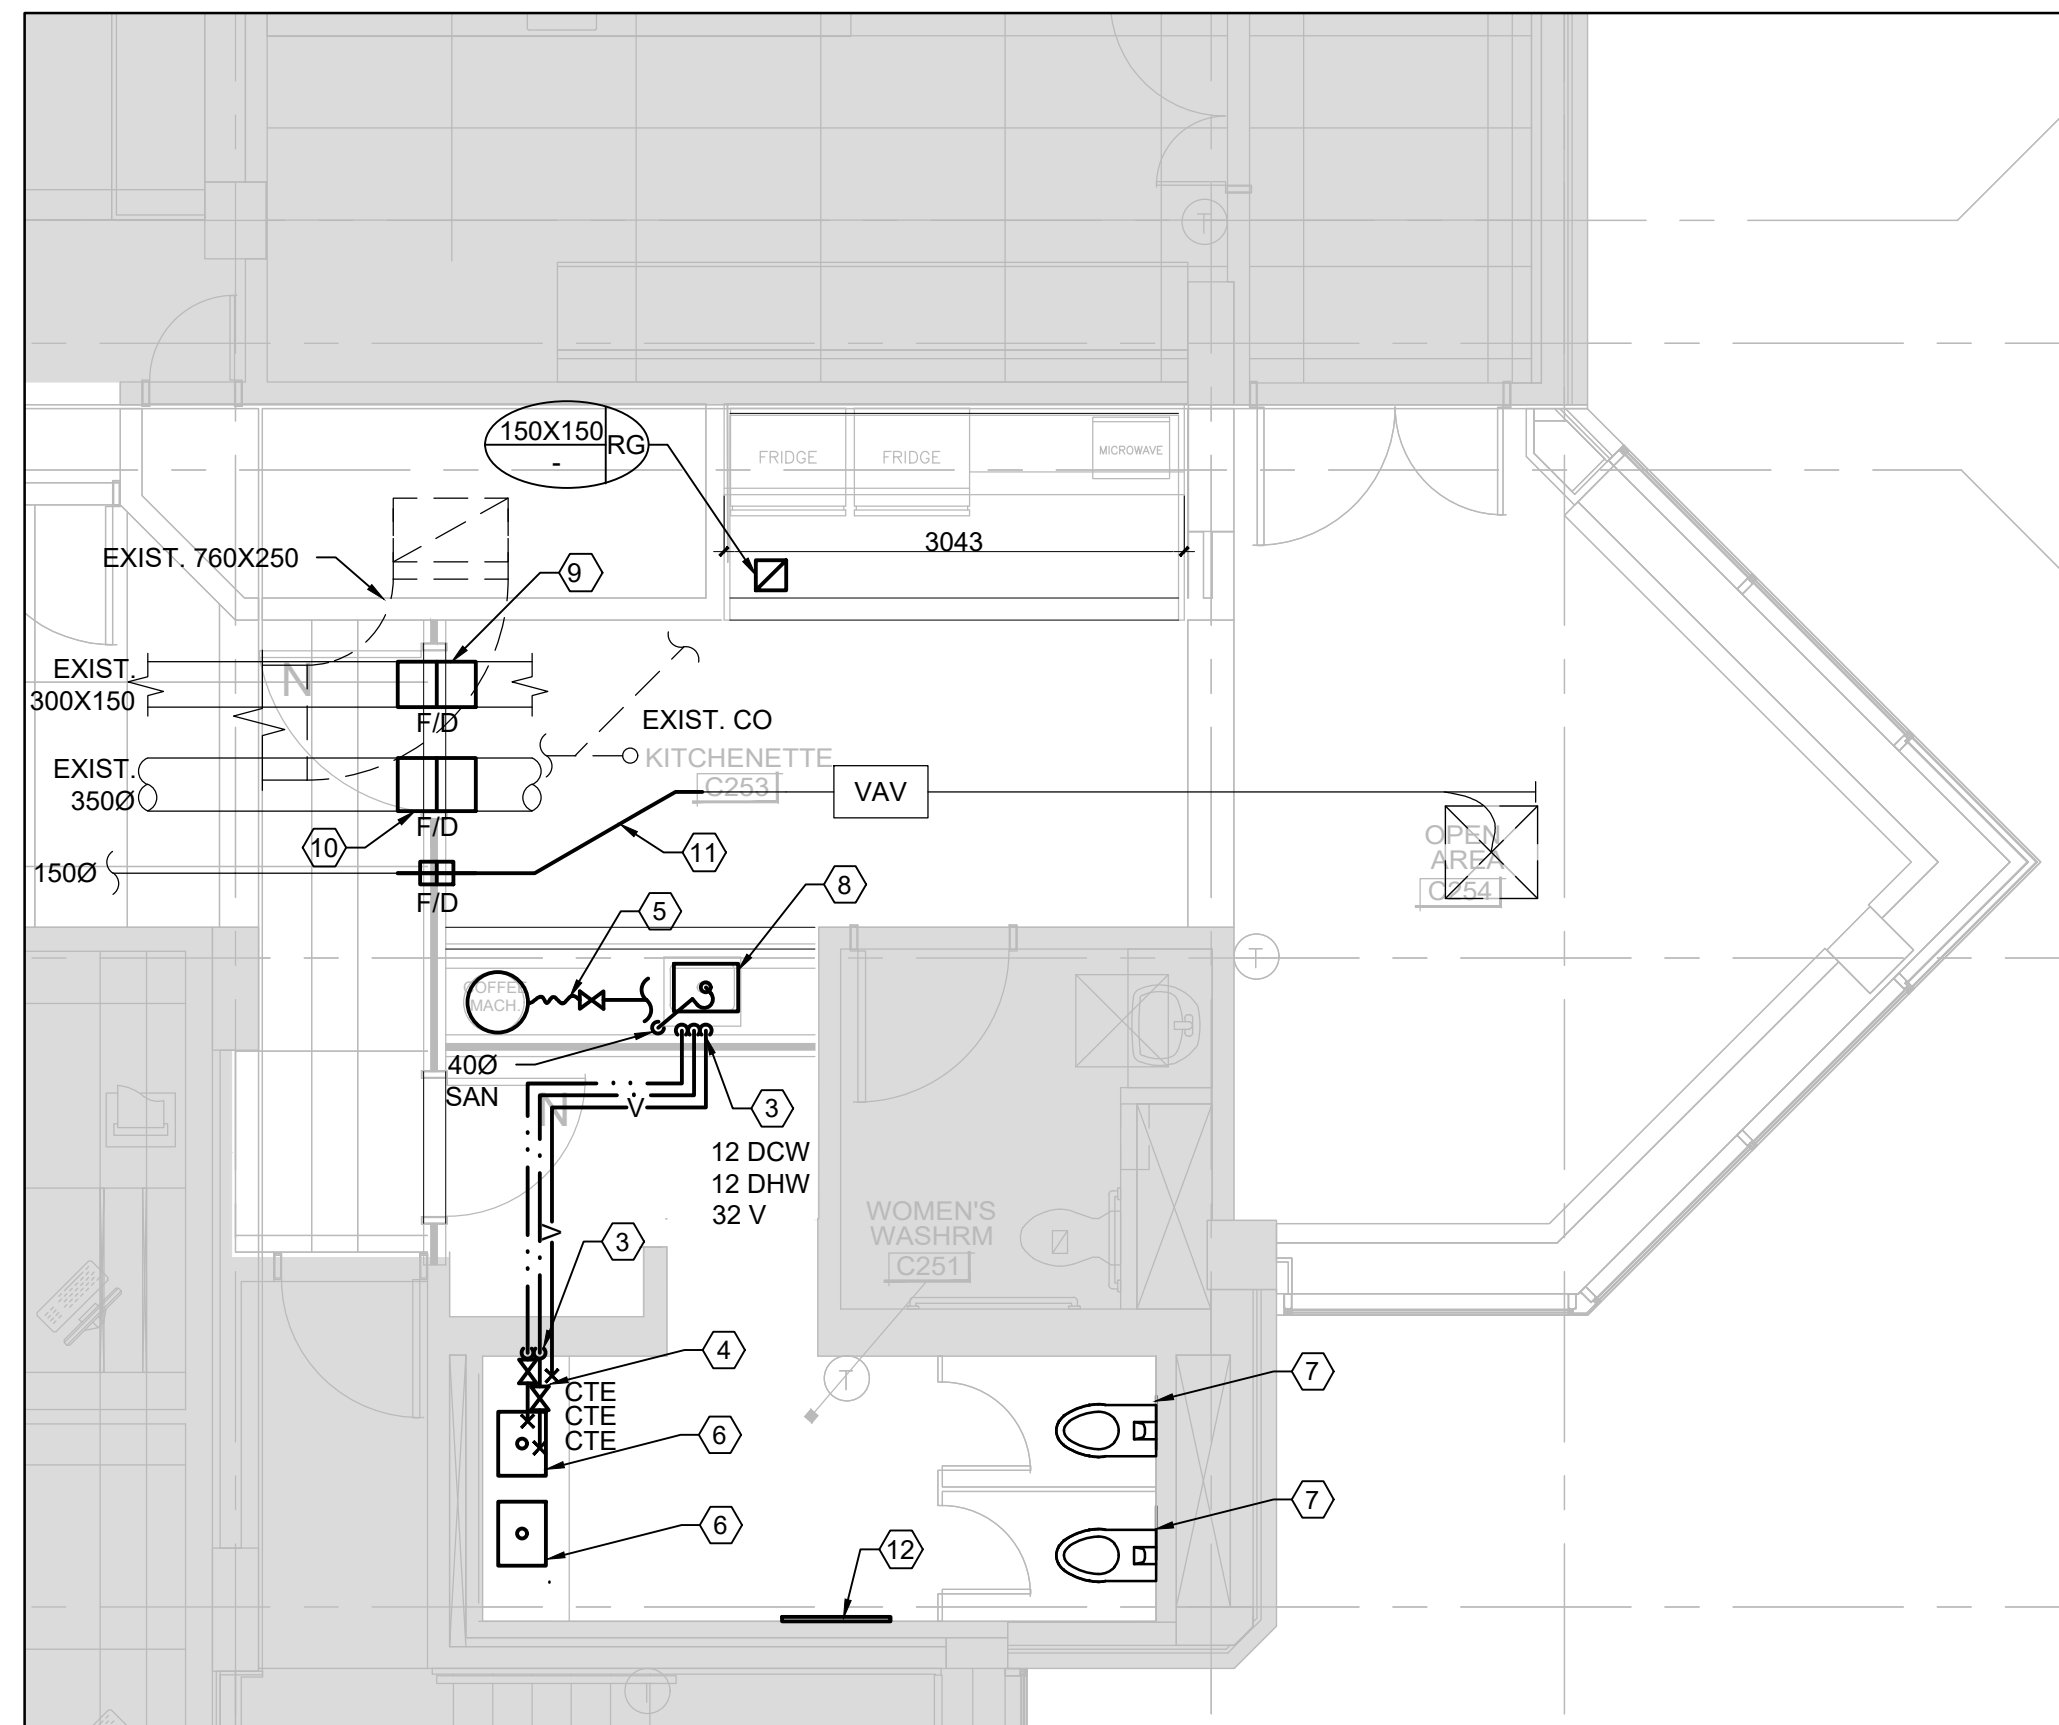 T
150X150
RG
-
FRIDGE
FRIDGE
MICROWAVE
3043
EXIST. 760X250
9
EXIST.
300X150
N
F/D
EXIST. CO
KITCHENETTE
C253
EXIST.
350Ø
F/D
10
VAV
11
150Ø
F/D
OPEN
AREA
C254
8
5
T
COFFEE
MACH.
40Ø
SAN
N
V
3
12 DCW
12 DHW
32 V
V
3
WOMEN'S
WASHRM
C251
4
T
7
CTE
CTE
CTE
6
7
6
12
T